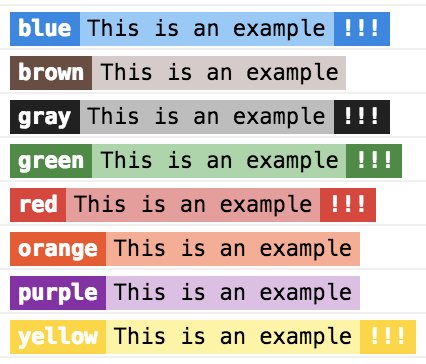 blue This is an example !!!
brown This is an example
gray This is an example !!!
green This is an example !!!
red This is an example !!!
orange This is an example
purple This is an example
yellow This is an example !!!